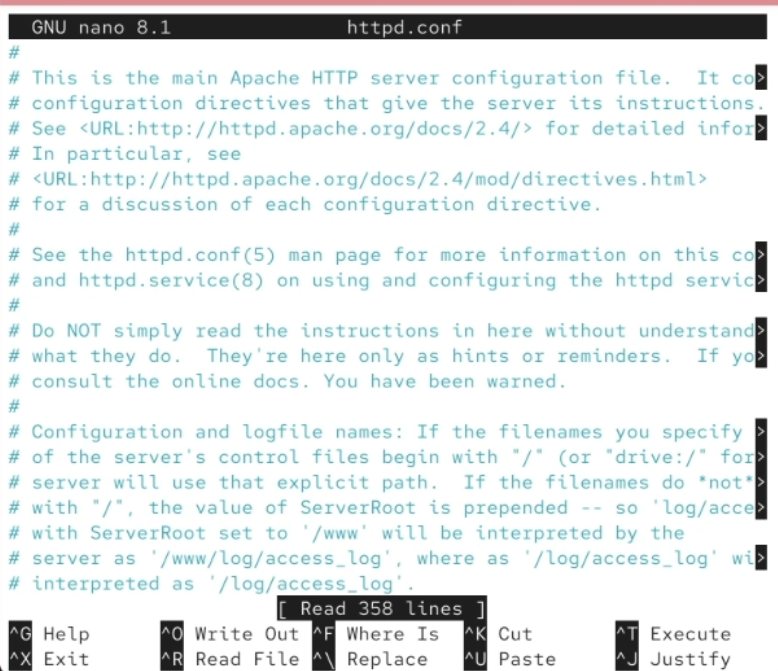 GNU nano 8.1 httpd.conf
#
# This is the main Apache HTTP server configuration file.  It co>
# configuration directives that give the server its instructions.
# See <URL:http://httpd.apache.org/docs/2.4/> for detailed infor>
# In particular, see
# <URL:http://httpd.apache.org/docs/2.4/mod/directives.html>
# for a discussion of each configuration directive.
#
# See the httpd.conf(5) man page for more information on this co>
# and httpd.service(8) on using and configuring the httpd servic>
#
# Do NOT simply read the instructions in here without understand>
# what they do.  They're here only as hints or reminders.  If yo>
# consult the online docs. You have been warned.
#
# Configuration and logfile names: If the filenames you specify >
# of the server's control files begin with "/" (or "drive:/" for>
# server will use that explicit path.  If the filenames do *not*>
# with "/", the value of ServerRoot is prepended -- so 'log/acce>
# with ServerRoot set to '/www' will be interpreted by the
# server as '/www/log/access_log', where as '/log/access_log' wi>
# interpreted as '/log/access_log'.
[ Read 358 lines ]
^G Help ^O Write Out ^F Where Is ^K Cut ^T Execute
^X Exit ^R Read File ^\ Replace ^U Paste ^J Justify